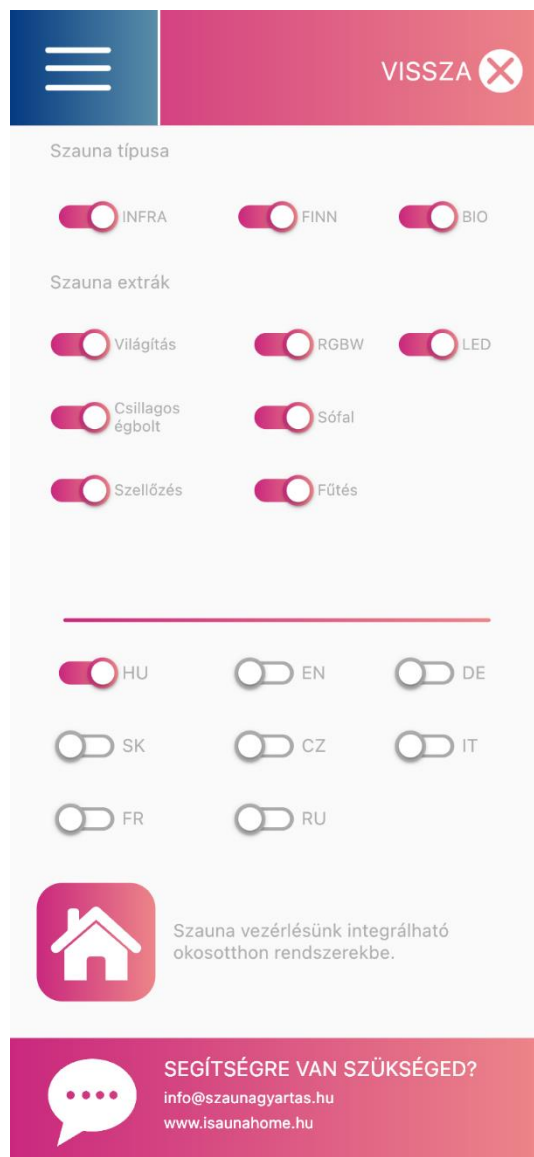 VISSZA
Szauna típusa
INFRA FINN BIO
Szauna extrák
Világítás RGBW LED
Csillagos
égbolt
Sófal
Szellőzés Fűtés
HU EN DE
SK CZ IT
FR RU
Szauna vezérlésünk integrálható
okosotthon rendszerekbe.
SEGÍTSÉGRE VAN SZÜKSÉGED?
info@szaunagyartas.hu
www.isaunahome.hu